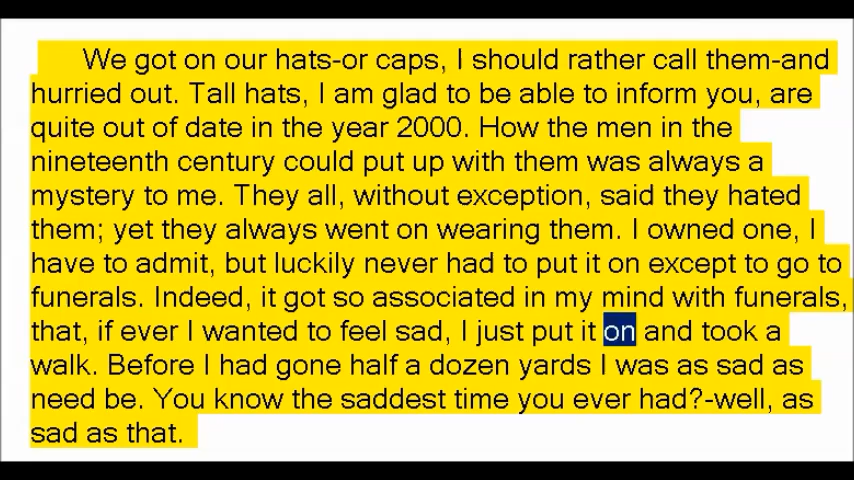 We got on our hats-or caps, I should rather call them-and
hurried out. Tall hats, I am glad to be able to inform you, are
quite out of date in the year 2000. How the men in the
nineteenth century could put up with them was always a
mystery to me. They all, without exception, said they hated
them; yet they always went on wearing them. I owned one, I
have to admit, but luckily never had to put it on except to go to
funerals. Indeed, it got so associated in my mind with funerals,
that, if ever I wanted to feel sad, I just put it on and took a
walk. Before I had gone half a dozen yards I was as sad as
need be. You know the saddest time you ever had?-well, as
sad as that.